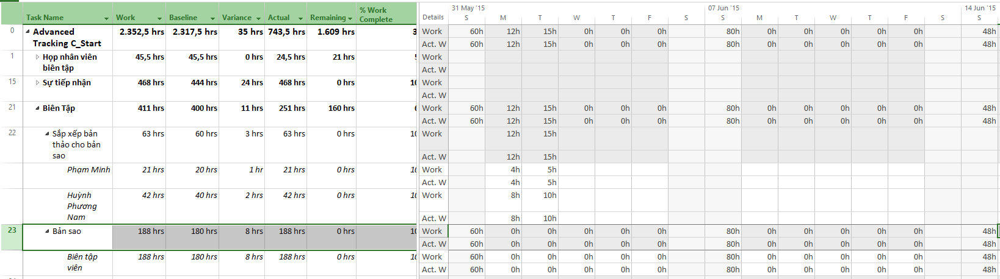 31 May '15 07 Jun '15 14 Jun '15
Task Name Work Baseline Variance Actual Remaining % Work Complete Details S M T W T F S S M T W T F S S
0 Advanced Tracking C_Start 2.352,5 hrs 2.317,5 hrs 35 hrs 743,5 hrs 1.609 hrs Work 60h 12h 15h 0h 0h 0h 80h 0h 0h 0h 0h 0h 48h
Act. W 60h 12h 15h 0h 0h 0h 80h 0h 0h 0h 0h 0h 48h
1 Họp nhân viên biên tập 45,5 hrs 45,5 hrs 0 hrs 24,5 hrs 21 hrs Work
Act. W
15 Sự tiếp nhận 468 hrs 444 hrs 24 hrs 468 hrs 0 hrs Work
Act. W
21 Biên Tập 411 hrs 400 hrs 11 hrs 251 hrs 160 hrs Work 60h 12h 15h 0h 0h 0h 80h 0h 0h 0h 0h 0h 48h
Act. W 60h 12h 15h 0h 0h 0h 80h 0h 0h 0h 0h 0h 48h
22 Sắp xếp bản thảo cho bản sao 63 hrs 60 hrs 3 hrs 63 hrs 0 hrs Work 12h 15h
Act. W 12h 15h
Phạm Minh 21 hrs 20 hrs 1 hr 21 hrs 0 hrs Work 4h 5h
Act. W 4h 5h
Huỳnh Phương Nam 42 hrs 40 hrs 2 hrs 42 hrs 0 hrs Work 8h 10h
Act. W 8h 10h
23 Bản sao 188 hrs 180 hrs 8 hrs 188 hrs 0 hrs Work 60h 0h 0h 0h 0h 0h 80h 0h 0h 0h 0h 0h 48h
Act. W 60h 0h 0h 0h 0h 0h 80h 0h 0h 0h 0h 0h 48h
Biên tập viên 188 hrs 180 hrs 8 hrs 188 hrs 0 hrs Work 60h 0h 0h 0h 0h 0h 80h 0h 0h 0h 0h 0h 48h
Act. W 60h 0h 0h 0h 0h 0h 80h 0h 0h 0h 0h 0h 48h